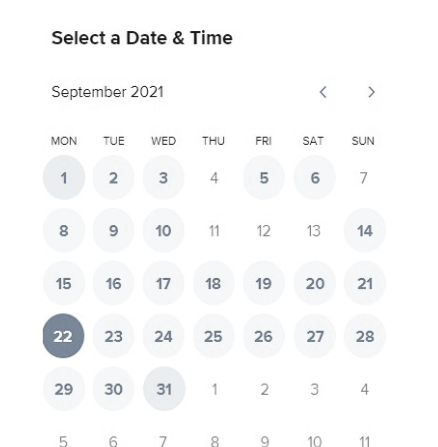 Select a Date & Time
September 2021
MON TUE WED THU FRI SAT SUN
1 2 3 4 5 6 7
8 9 10 11 12 13 14
15 16 17 18 19 20 21
22 23 24 25 26 27 28
29 30 31 1 2 3 4
5 6 7 8 9 10 11